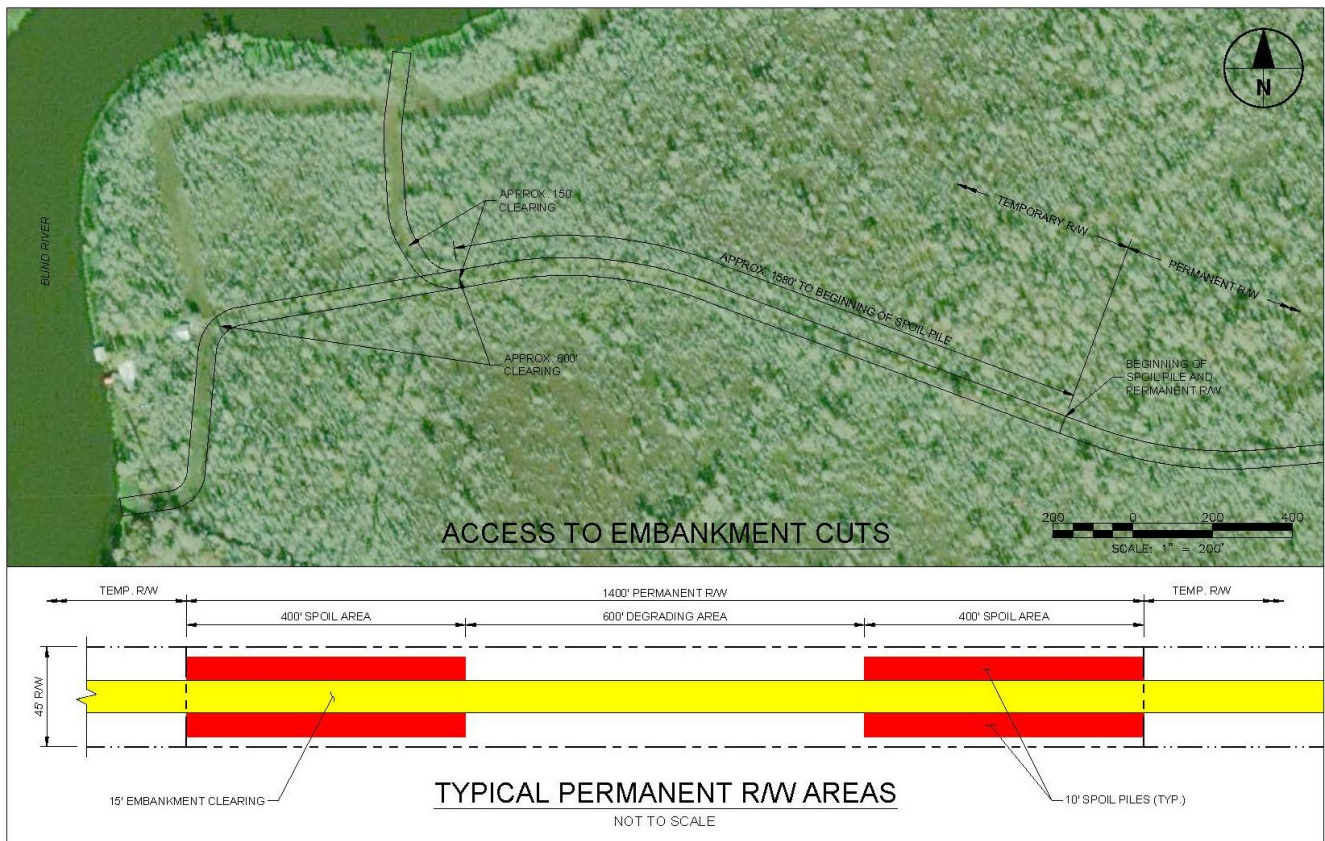 N
BLIND RIVER
APPROX. 150'
CLEARING
TEMPORARY R/W
PERMANENT R/W
APPROX. 1580' TO BEGINNING OF SPOIL PILE
APPROX. 600'
CLEARING
BEGINNING OF
SPOIL PILE AND
PERMANENT R/W
ACCESS TO EMBANKMENT CUTS
200 0 200 400
SCALE: 1" = 200'
TEMP. R/W
1400' PERMANENT R/W
TEMP. R/W
400' SPOIL AREA
600' DEGRADING AREA
400' SPOIL AREA
45' R/W
15' EMBANKMENT CLEARING
TYPICAL PERMANENT R/W AREAS
10' SPOIL PILES (TYP.)
NOT TO SCALE